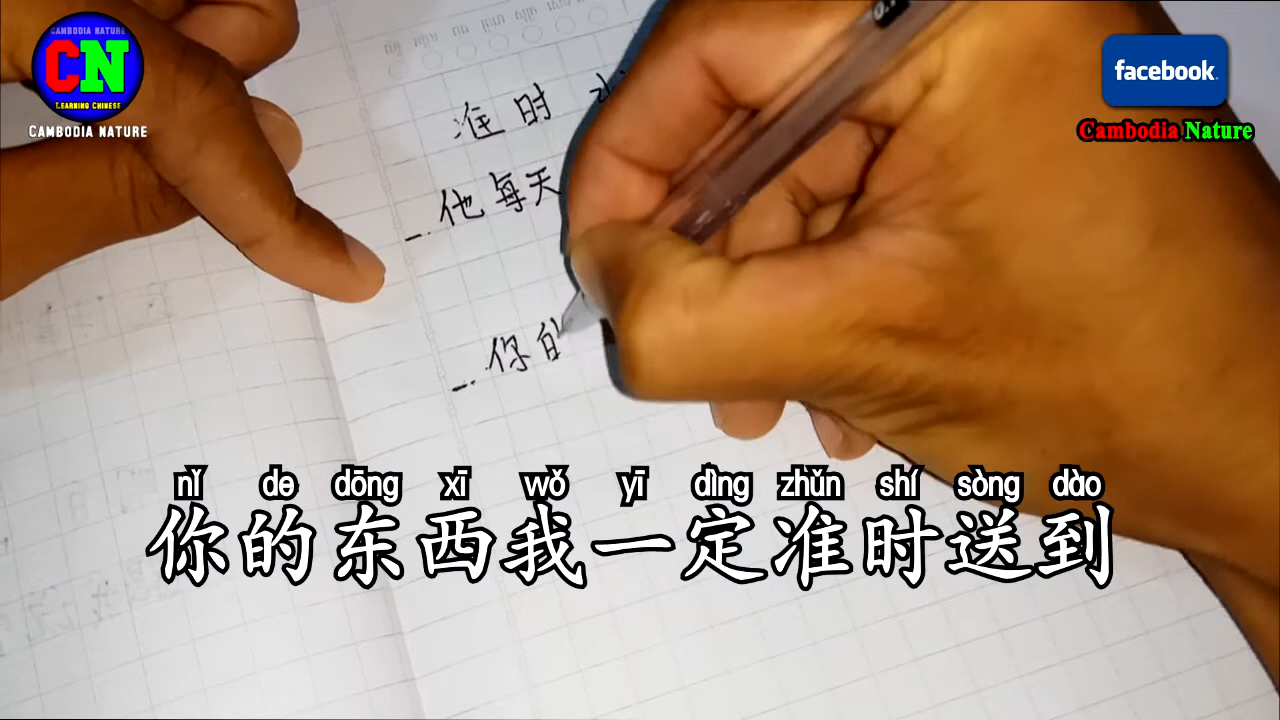 CAMBODIA NATURE
CN
LEARNING CHINESE
CAMBODIA NATURE
facebook
Cambodia Nature
准时
他每天
你的
nǐ de dōng xī wǒ yī dìng zhǔn shí sòng dào
你的东西我一定准时送到